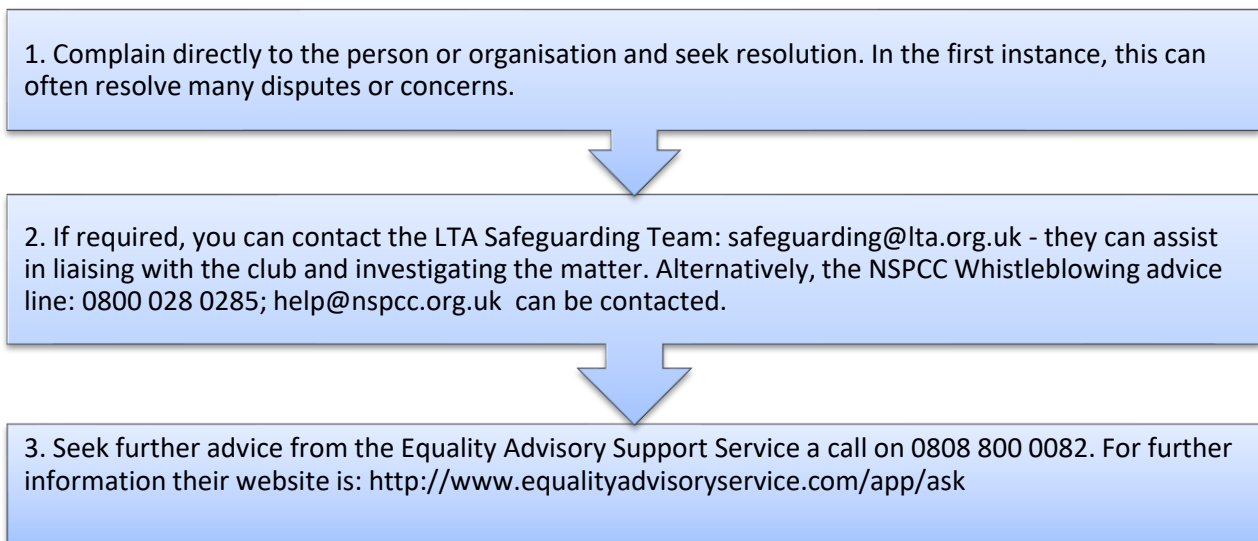 1. Complain directly to the person or organisation and seek resolution. In the first instance, this can
often resolve many disputes or concerns.
2. If required, you can contact the LTA Safeguarding Team: safeguarding@lta.org.uk - they can assist
in liaising with the club and investigating the matter. Alternatively, the NSPCC Whistleblowing advice
line: 0800 028 0285; help@nspcc.org.uk  can be contacted.
3. Seek further advice from the Equality Advisory Support Service a call on 0808 800 0082. For further
information their website is: http://www.equalityadvisoryservice.com/app/ask